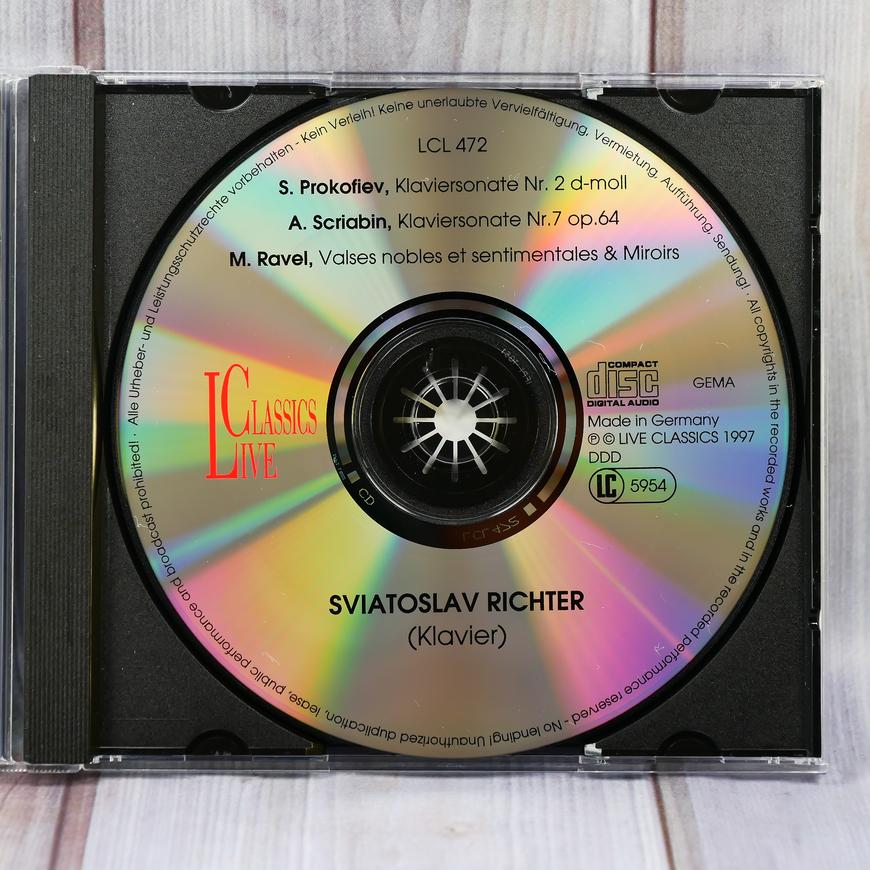 LCL 472
S. Prokofiev, Klaviersonate Nr. 2 d-moll
A. Scriabin, Klaviersonate Nr.7 op.64
M. Ravel, Valses nobles et sentimentales & Miroirs
CLASSICS
LIVE
COMPACT
disc
DIGITAL AUDIO
GEMA
Made in Germany
℗ © LIVE CLASSICS 1997
DDD
LC 5954
CD
LCL 472
SVIATOSLAV RICHTER
(Klavier)
Alle Urheber- und Leistungsschutzrechte vorbehalten - Kein Verleih! Keine unerlaubte Vervielfältigung, Vermietung, Aufführung, Sendung! · All copyrights in the recorded works and in the recorded performance reserved - No lending! Unauthorized duplication, lease, public performance and broadcast prohibited! ·